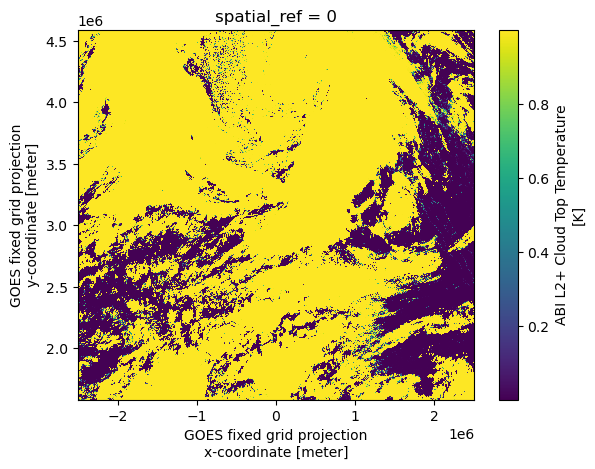 spatial_ref = 0
1e6
4.5
4.0
3.5
3.0
2.5
2.0
GOES fixed grid projection
y-coordinate [meter]
−2
−1
0
1
2
1e6
GOES fixed grid projection
x-coordinate [meter]
0.8
0.6
0.4
0.2
ABI L2+ Cloud Top Temperature
[K]